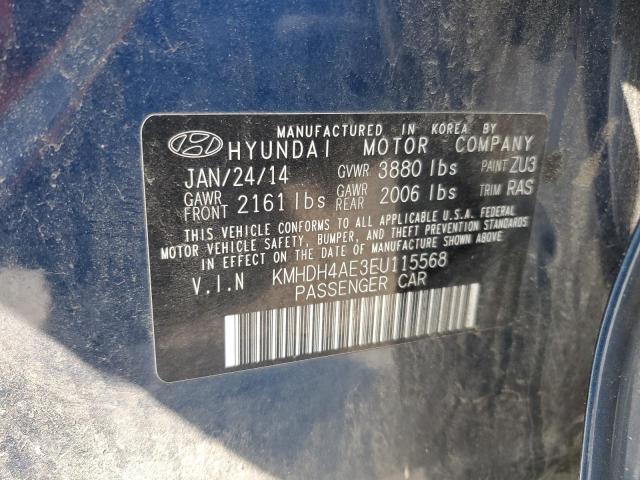 MANUFACTURED IN KOREA BY
HYUNDAI MOTOR COMPANY
JAN/24/14 GVWR 3880 lbs PAINT ZU3
GAWR FRONT 2161 lbs GAWR REAR 2006 lbs TRIM RAS
THIS VEHICLE CONFORMS TO ALL APPLICABLE U.S.A. FEDERAL
MOTOR VEHICLE SAFETY, BUMPER, AND THEFT PREVENTION STANDARDS
IN EFFECT ON THE DATE OF MANUFACTURE SHOWN ABOVE.
V.I.N KMHDH4AE3EU115568
PASSENGER CAR